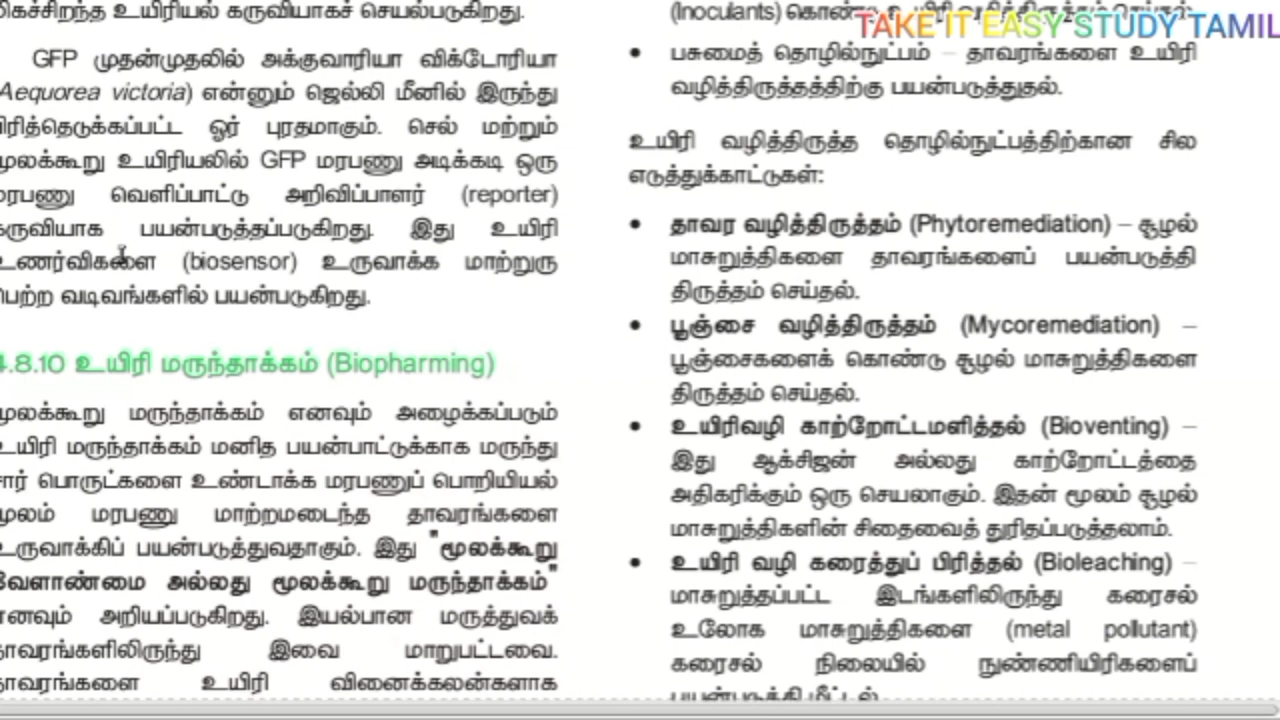 உயிரியல் கருவியாகச் செயல்படுகிறது.
GFP முதன்முதலில் அக்குவாரியா விக்டோரியா
Aequorea victoria) என்னும் ஜெல்லி மீனில் இருந்து
பிரித்தெடுக்கப்பட்ட ஓர் புரதமாகும். செல் மற்றும்
மூலக்கூறு உயிரியலில் GFP மரபணு அடிக்கடி ஒரு
மரபணு வெளிப்பாட்டு அறிவிப்பாளர் (reporter)
கருவியாக பயன்படுத்தப்படுகிறது. இது உயிரி
உணர்விகளை (biosensor) உருவாக்க மாற்றுரு
பெற்ற வடிவங்களில் பயன்படுகிறது.
4.8.10 உயிரி மருந்தாக்கம் (Biopharming)
மூலக்கூறு மருந்தாக்கம் எனவும் அழைக்கப்படும்
உயிரி மருந்தாக்கம் மனித பயன்பாட்டுக்காக மருந்து
சார் பொருட்களை உண்டாக்க மரபணுப் பொறியியல்
மூலம் மரபணு மாற்றமடைந்த தாவரங்களை
உருவாக்கிப் பயன்படுத்துவதாகும். இது "மூலக்கூறு
வேளாண்மை அல்லது மூலக்கூறு மருந்தாக்கம்"
எனவும் அறியப்படுகிறது. இயல்பான மருத்துவக்
தாவரங்களிலிருந்து இவை மாறுபட்டவை.
தாவரங்களை உயிரி வினைக்கலன்களாக
(Inoculants) கொண்டு
TAKE IT EASY STUDY TAMIL
• பசுமைத் தொழில்நுட்பம் – தாவரங்களை உயிரி
வழித்திருத்தத்திற்கு பயன்படுத்துதல்.
உயிரி வழித்திருத்த தொழில்நுட்பத்திற்கான சில
எடுத்துக்காட்டுகள்:
• தாவர வழித்திருத்தம் (Phytoremediation) – சூழல்
மாசுறுத்திகளை தாவரங்களைப் பயன்படுத்தி
திருத்தம் செய்தல்.
• பூஞ்சை வழித்திருத்தம் (Mycoremediation) –
பூஞ்சைகளைக் கொண்டு சூழல் மாசுறுத்திகளை
திருத்தம் செய்தல்.
• உயிரிவழி காற்றோட்டமளித்தல் (Bioventing) –
இது ஆக்சிஜன் அல்லது காற்றோட்டத்தை
அதிகரிக்கும் ஒரு செயலாகும். இதன் மூலம் சூழல்
மாசுறுத்திகளின் சிதைவைத் துரிதப்படுத்தலாம்.
• உயிரி வழி கரைத்துப் பிரித்தல் (Bioleaching) –
மாசுறுத்தப்பட்ட இடங்களிலிருந்து கரைசல்
உலோக மாசுறுத்திகளை (metal pollutant)
கரைசல் நிலையில் நுண்ணியிரிகளைப்
பயன்படுத்தி மீட்டல்